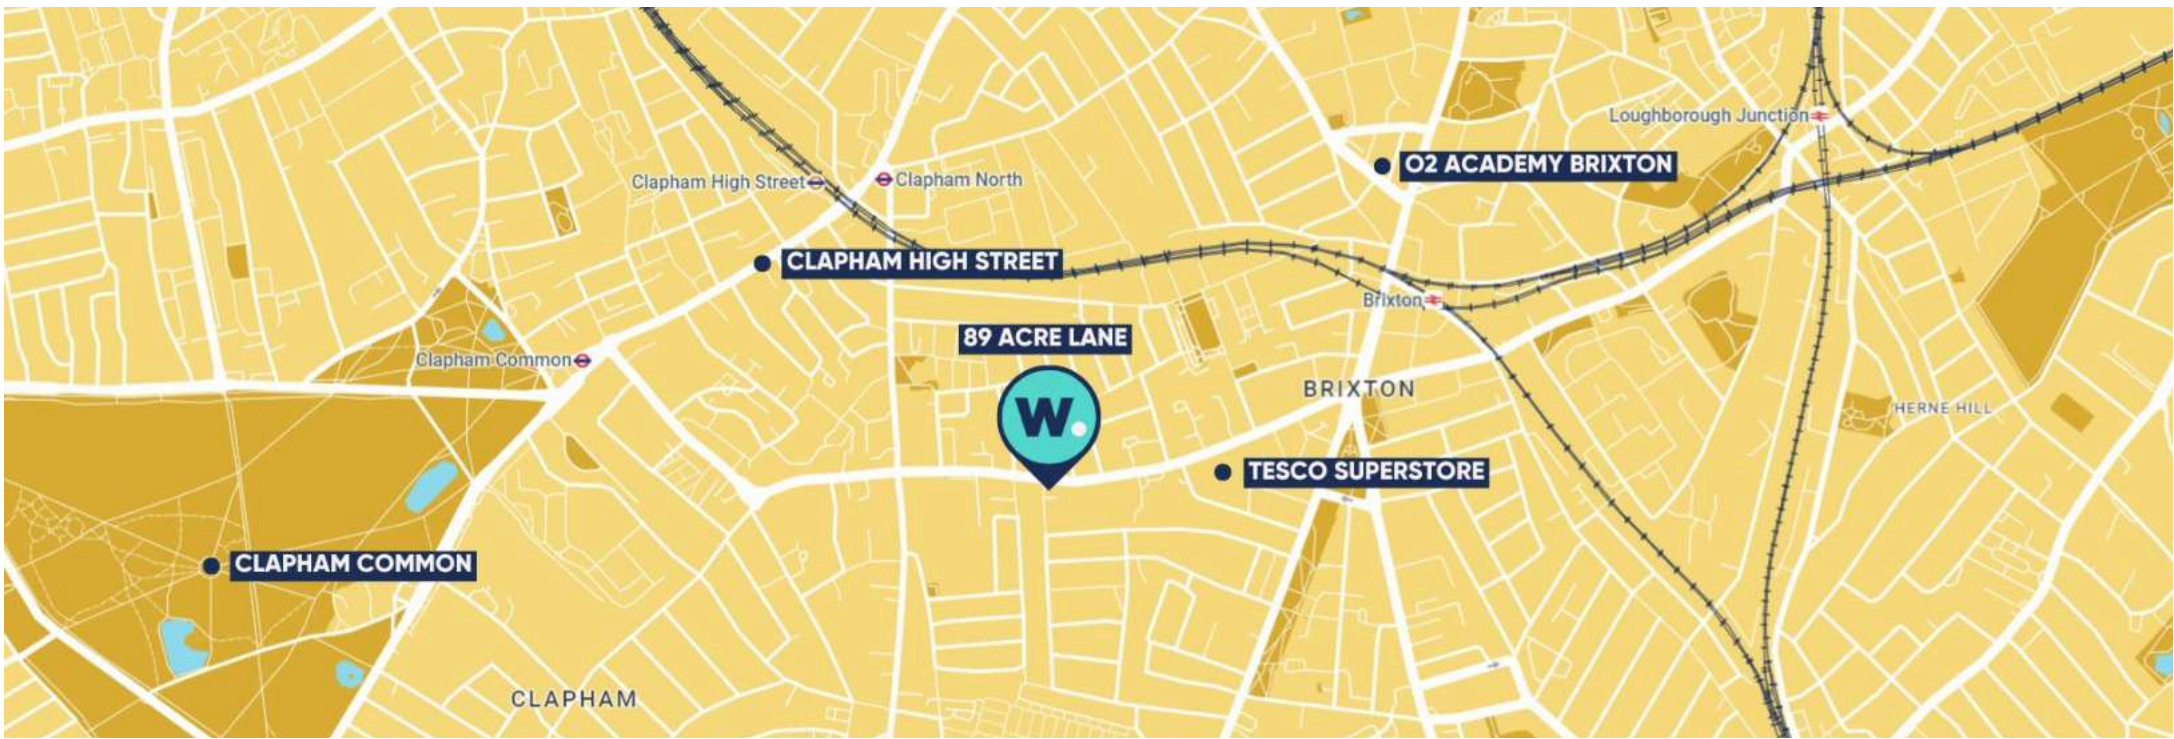 Loughborough Junction
O2 ACADEMY BRIXTON
Clapham High Street
Clapham North
CLAPHAM HIGH STREET
Brixton
89 ACRE LANE
Clapham Common
BRIXTON
W.
HERNE HILL
TESCO SUPERSTORE
CLAPHAM COMMON
CLAPHAM